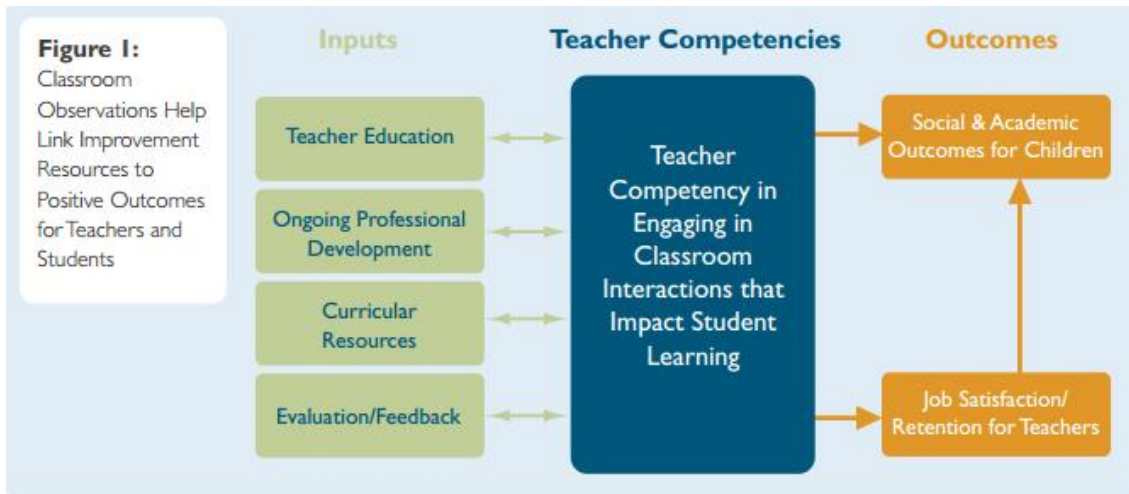 Figure 1:
Classroom
Observations Help
Link Improvement
Resources to
Positive Outcomes
for Teachers and
Students
Inputs
Teacher Education
Ongoing Professional
Development
Curricular
Resources
Evaluation/Feedback
Teacher Competencies
Teacher
Competency in
Engaging in
Classroom
Interactions that
Impact Student
Learning
Outcomes
Social & Academic
Outcomes for Children
Job Satisfaction/
Retention for Teachers